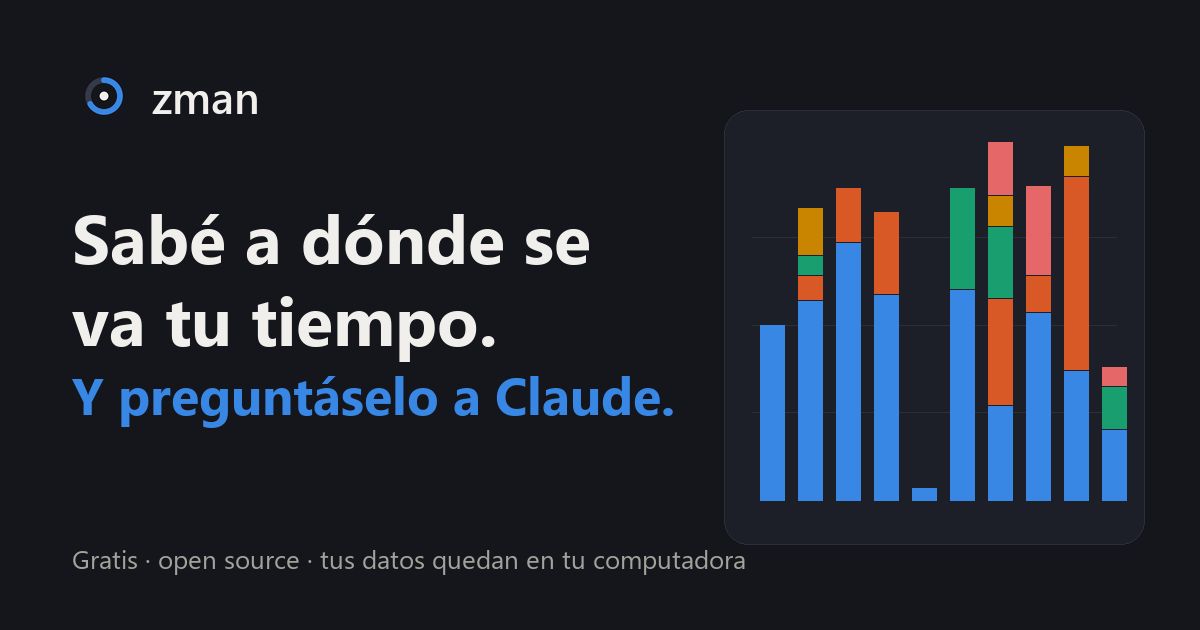 zman
Sabé a dónde se
va tu tiempo.
Y preguntáselo a Claude.
Gratis · open source · tus datos quedan en tu computadora